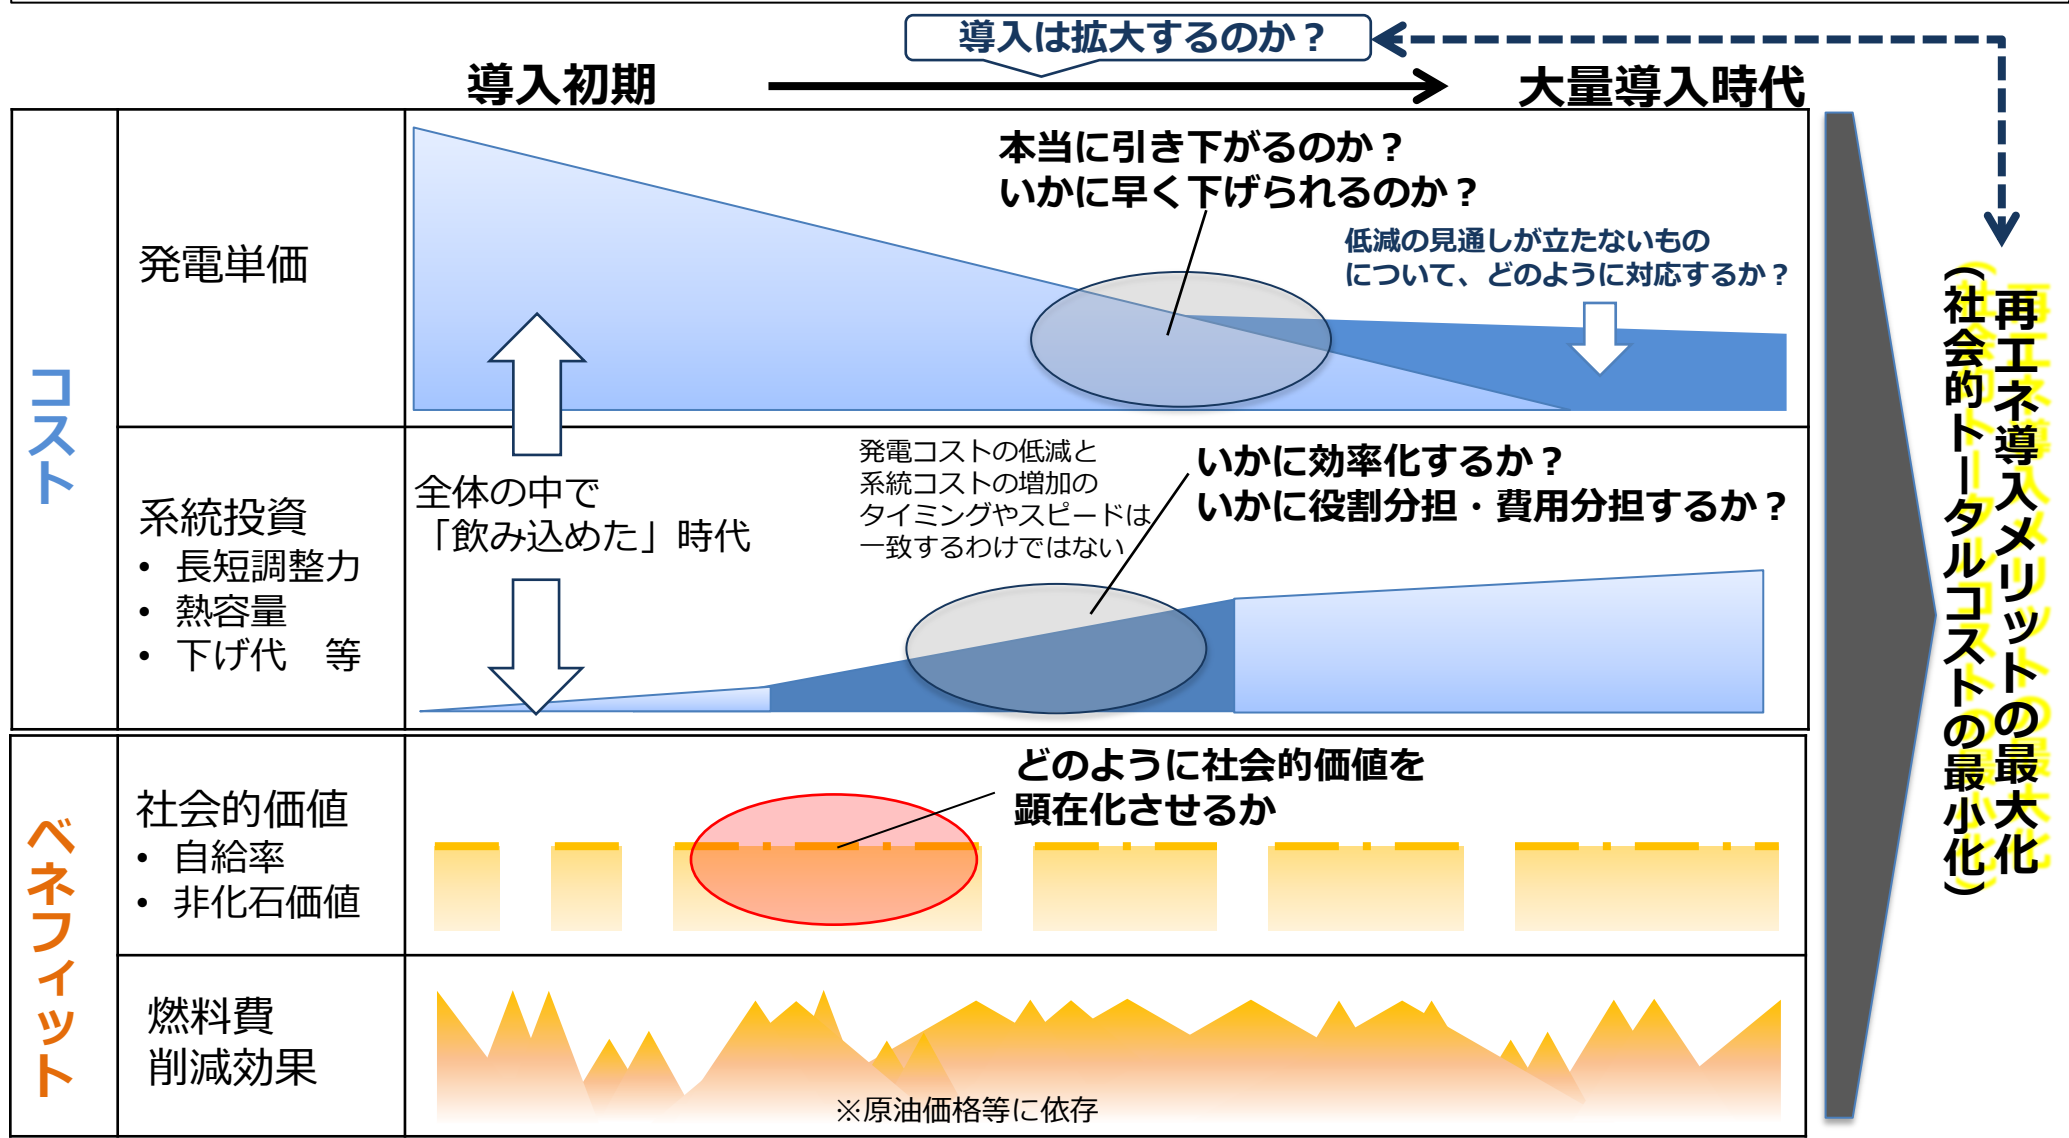 導入は拡大するのか？
導入初期
大量導入時代
コスト
発電単価
本当に引き下がるのか？
いかに早く下げられるのか？
低減の見通しが立たないもの
について、どのように対応するか？
系統投資
• 長短調整力
• 熱容量
• 下げ代　等
全体の中で
「飲み込めた」時代
発電コストの低減と
系統コストの増加の
タイミングやスピードは
一致するわけではない
いかに効率化するか？
いかに役割分担・費用分担するか？
ベネフィット
社会的価値
• 自給率
• 非化石価値
どのように社会的価値を
顕在化させるか
燃料費
削減効果
※原油価格等に依存
再エネ導入メリットの最大化
（社会的トータルコストの最小化）